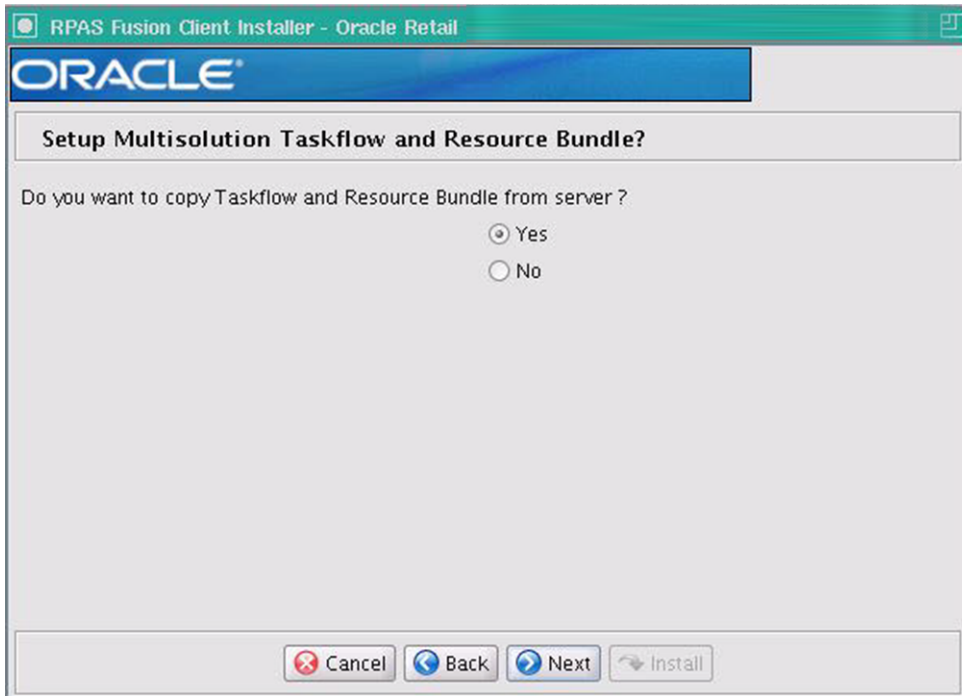 RPAS Fusion Client Installer - Oracle Retail
ORACLE®
Setup Multisolution Taskflow and Resource Bundle?
Do you want to copy Taskflow and Resource Bundle from server ?
Yes
No
Cancel Back Next Install